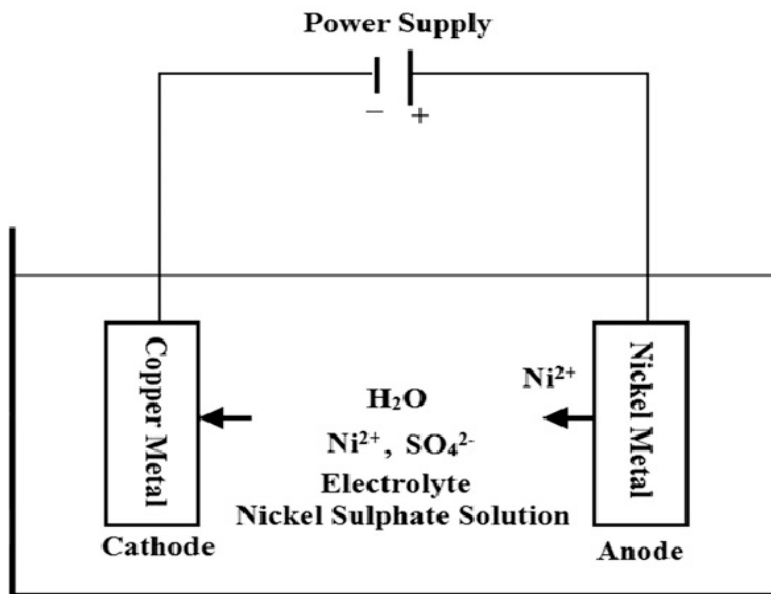 Power Supply
− +
Copper Metal
Nickel Metal
Ni²⁺
H₂O
Ni²⁺, SO₄²⁻
Electrolyte
Nickel Sulphate Solution
Cathode
Anode